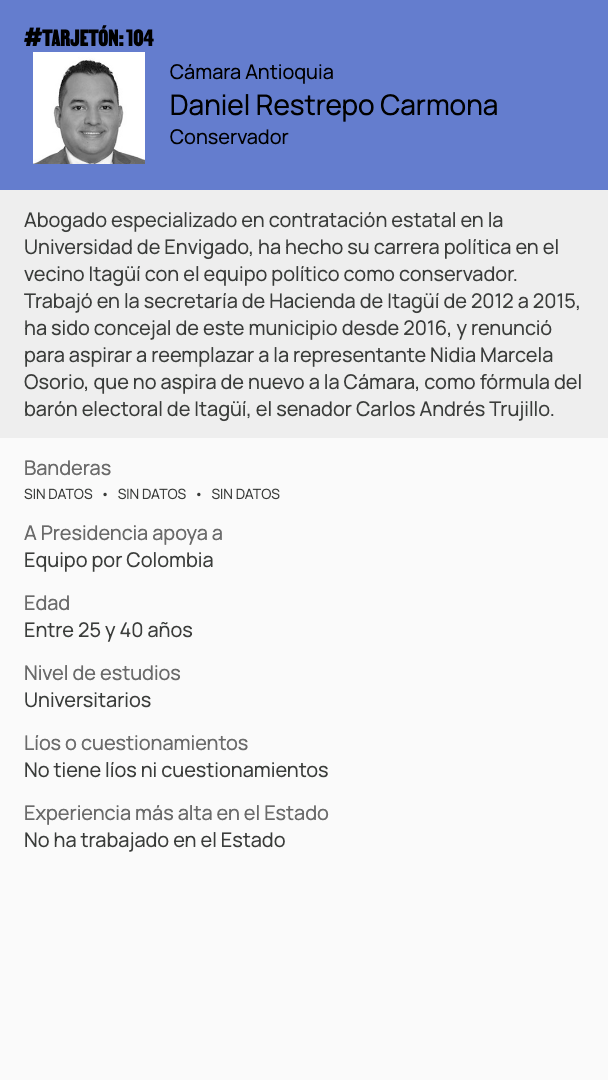 #TARJETÓN: 104
Cámara Antioquia
Daniel Restrepo Carmona
Conservador
Abogado especializado en contratación estatal en la
Universidad de Envigado, ha hecho su carrera política en el
vecino Itagüí con el equipo político como conservador.
Trabajó en la secretaría de Hacienda de Itagüí de 2012 a 2015,
ha sido concejal de este municipio desde 2016, y renunció
para aspirar a reemplazar a la representante Nidia Marcela
Osorio, que no aspira de nuevo a la Cámara, como fórmula del
barón electoral de Itagüí, el senador Carlos Andrés Trujillo.
Banderas
SIN DATOS • SIN DATOS • SIN DATOS
A Presidencia apoya a
Equipo por Colombia
Edad
Entre 25 y 40 años
Nivel de estudios
Universitarios
Líos o cuestionamientos
No tiene líos ni cuestionamientos
Experiencia más alta en el Estado
No ha trabajado en el Estado